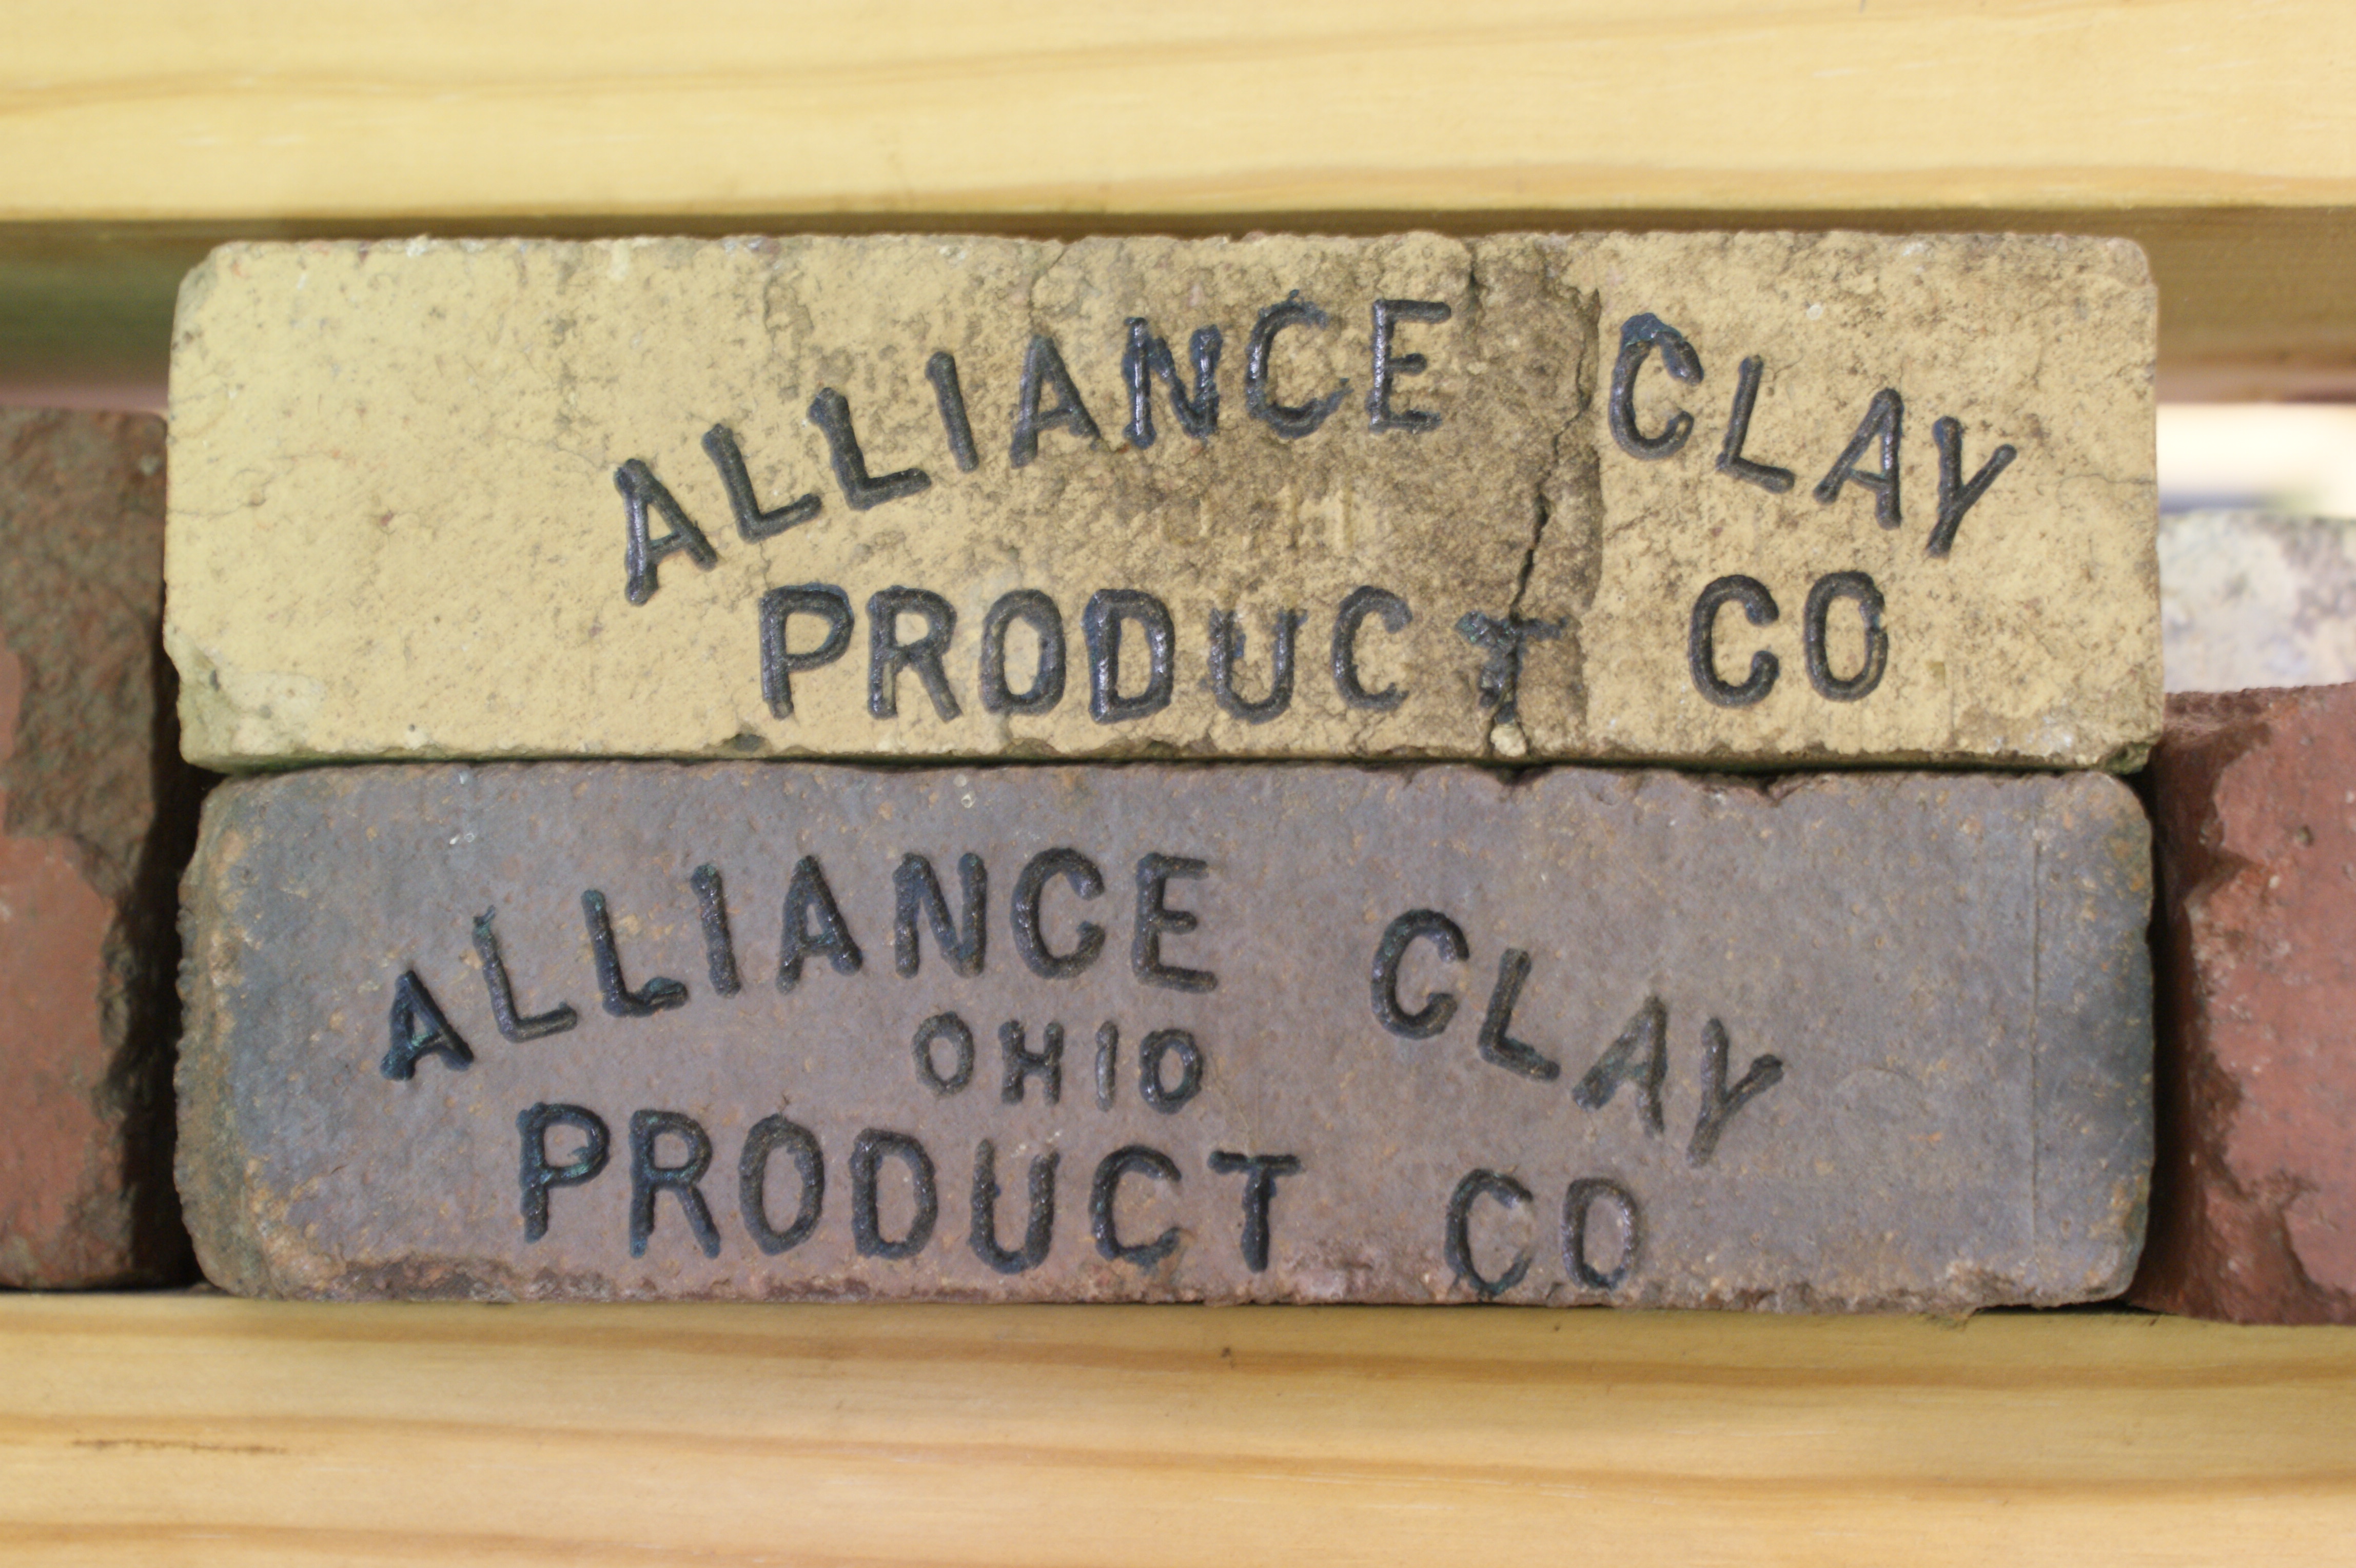 ALLIANCE CLAY
PRODUCT CO
ALLIANCE CLAY
OHIO
PRODUCT CO